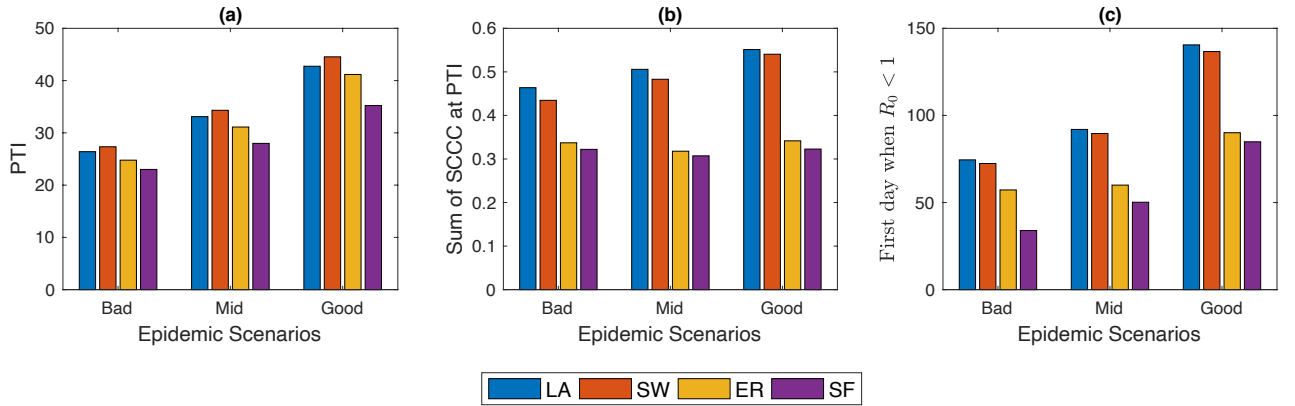 (a)
50
40
30
20
10
0
PTI
Bad Mid Good
Epidemic Scenarios
(b)
0.6
0.5
0.4
0.3
0.2
0.1
0
Sum of SCCC at PTI
Bad Mid Good
Epidemic Scenarios
(c)
150
100
50
0
First day when R₀ < 1
Bad Mid Good
Epidemic Scenarios
LA SW ER SF